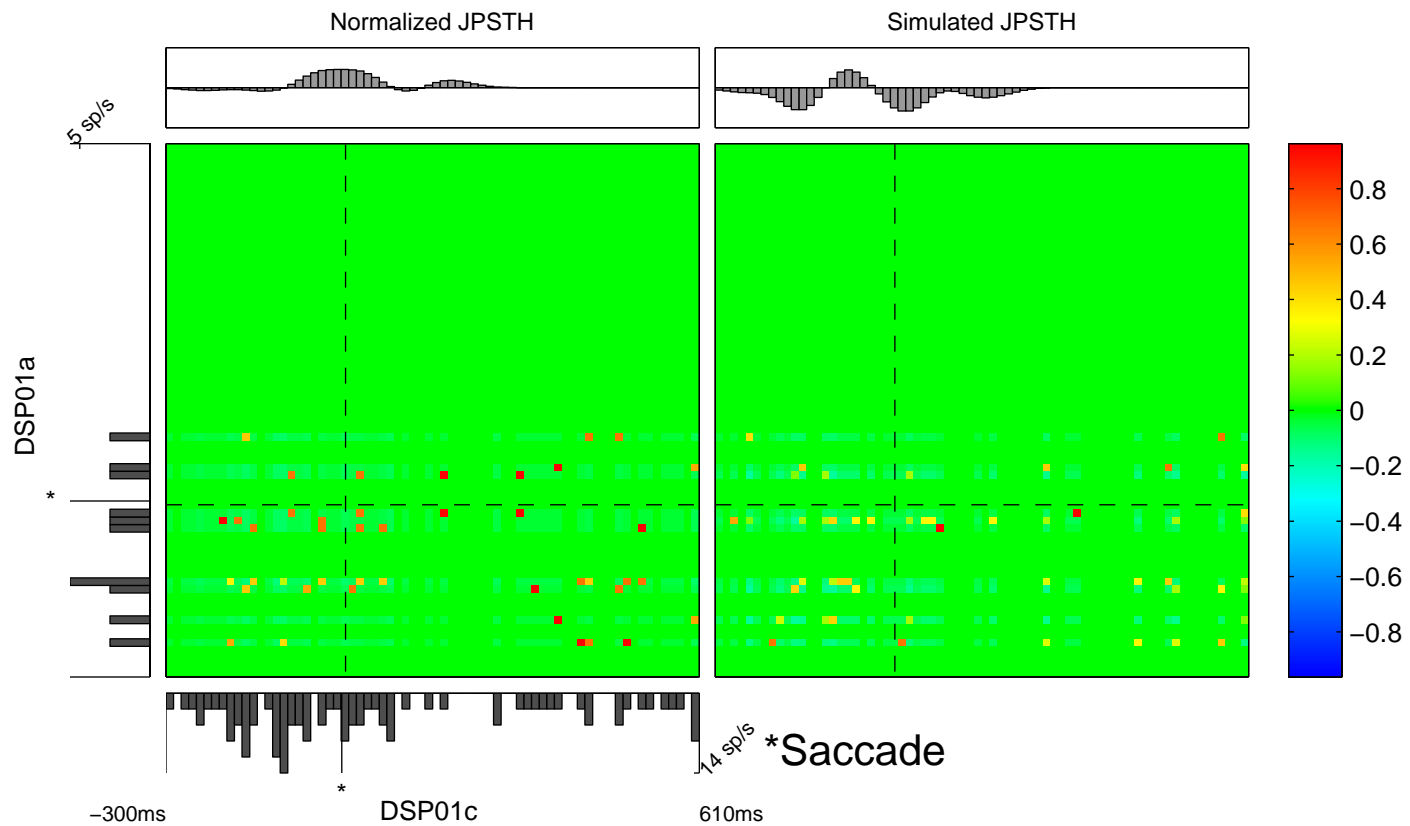 Normalized JPSTH
Simulated JPSTH
5 sp/s
DSP01a
*
0.8
0.6
0.4
0.2
0
−0.2
−0.4
−0.6
−0.8
14 sp/s
*Saccade
*
−300ms
DSP01c
610ms